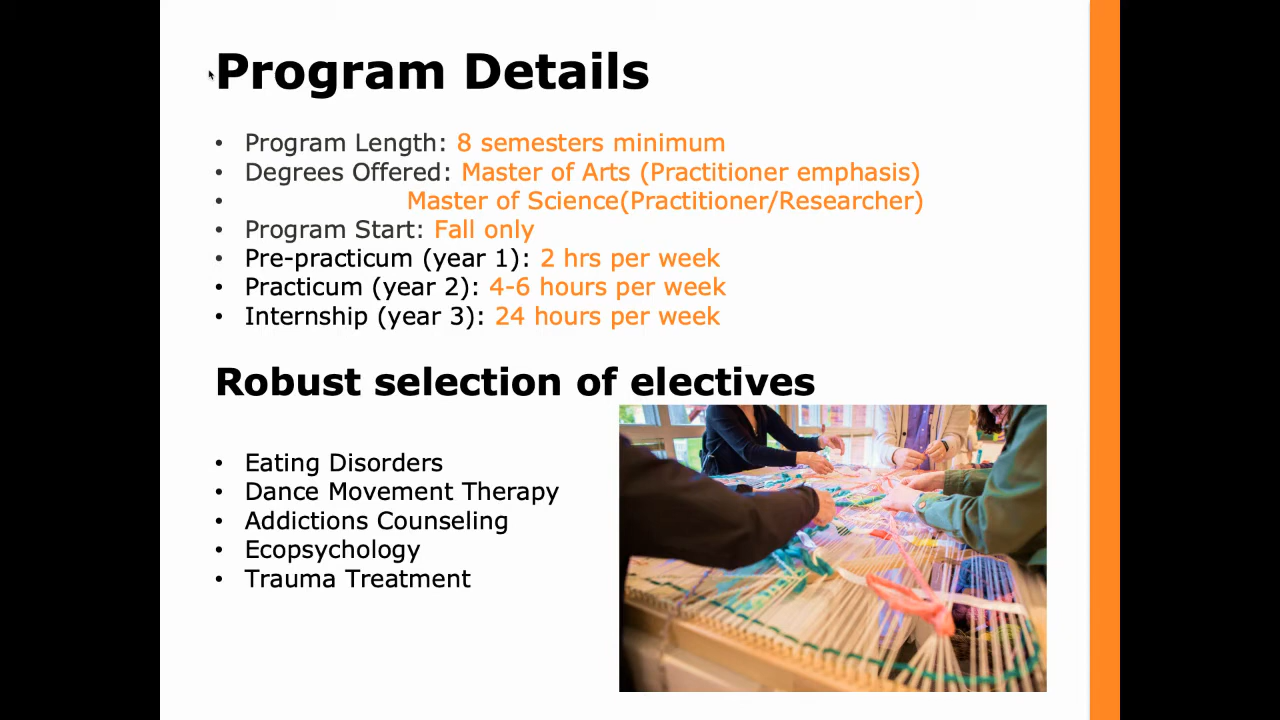 Program Details
• Program Length: 8 semesters minimum
• Degrees Offered: Master of Arts (Practitioner emphasis)
• Master of Science(Practitioner/Researcher)
• Program Start: Fall only
• Pre-practicum (year 1): 2 hrs per week
• Practicum (year 2): 4-6 hours per week
• Internship (year 3): 24 hours per week
Robust selection of electives
• Eating Disorders
• Dance Movement Therapy
• Addictions Counseling
• Ecopsychology
• Trauma Treatment